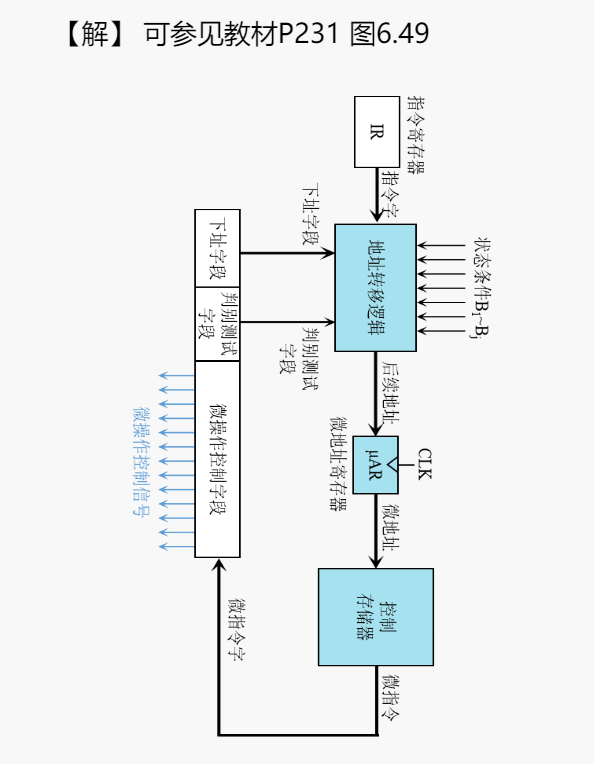 【解】 可参见教材P231 图6.49
指令寄存器
IR
指令字
状态条件B₁~Bⱼ
下址字段
地址转移逻辑
下址字段
判别测试
字段
判别测试
字段
后续地址
微操作控制字段
微操作控制信号
微地址寄存器
CLK
μAR
微地址
控制
存储器
微指令字
微指令